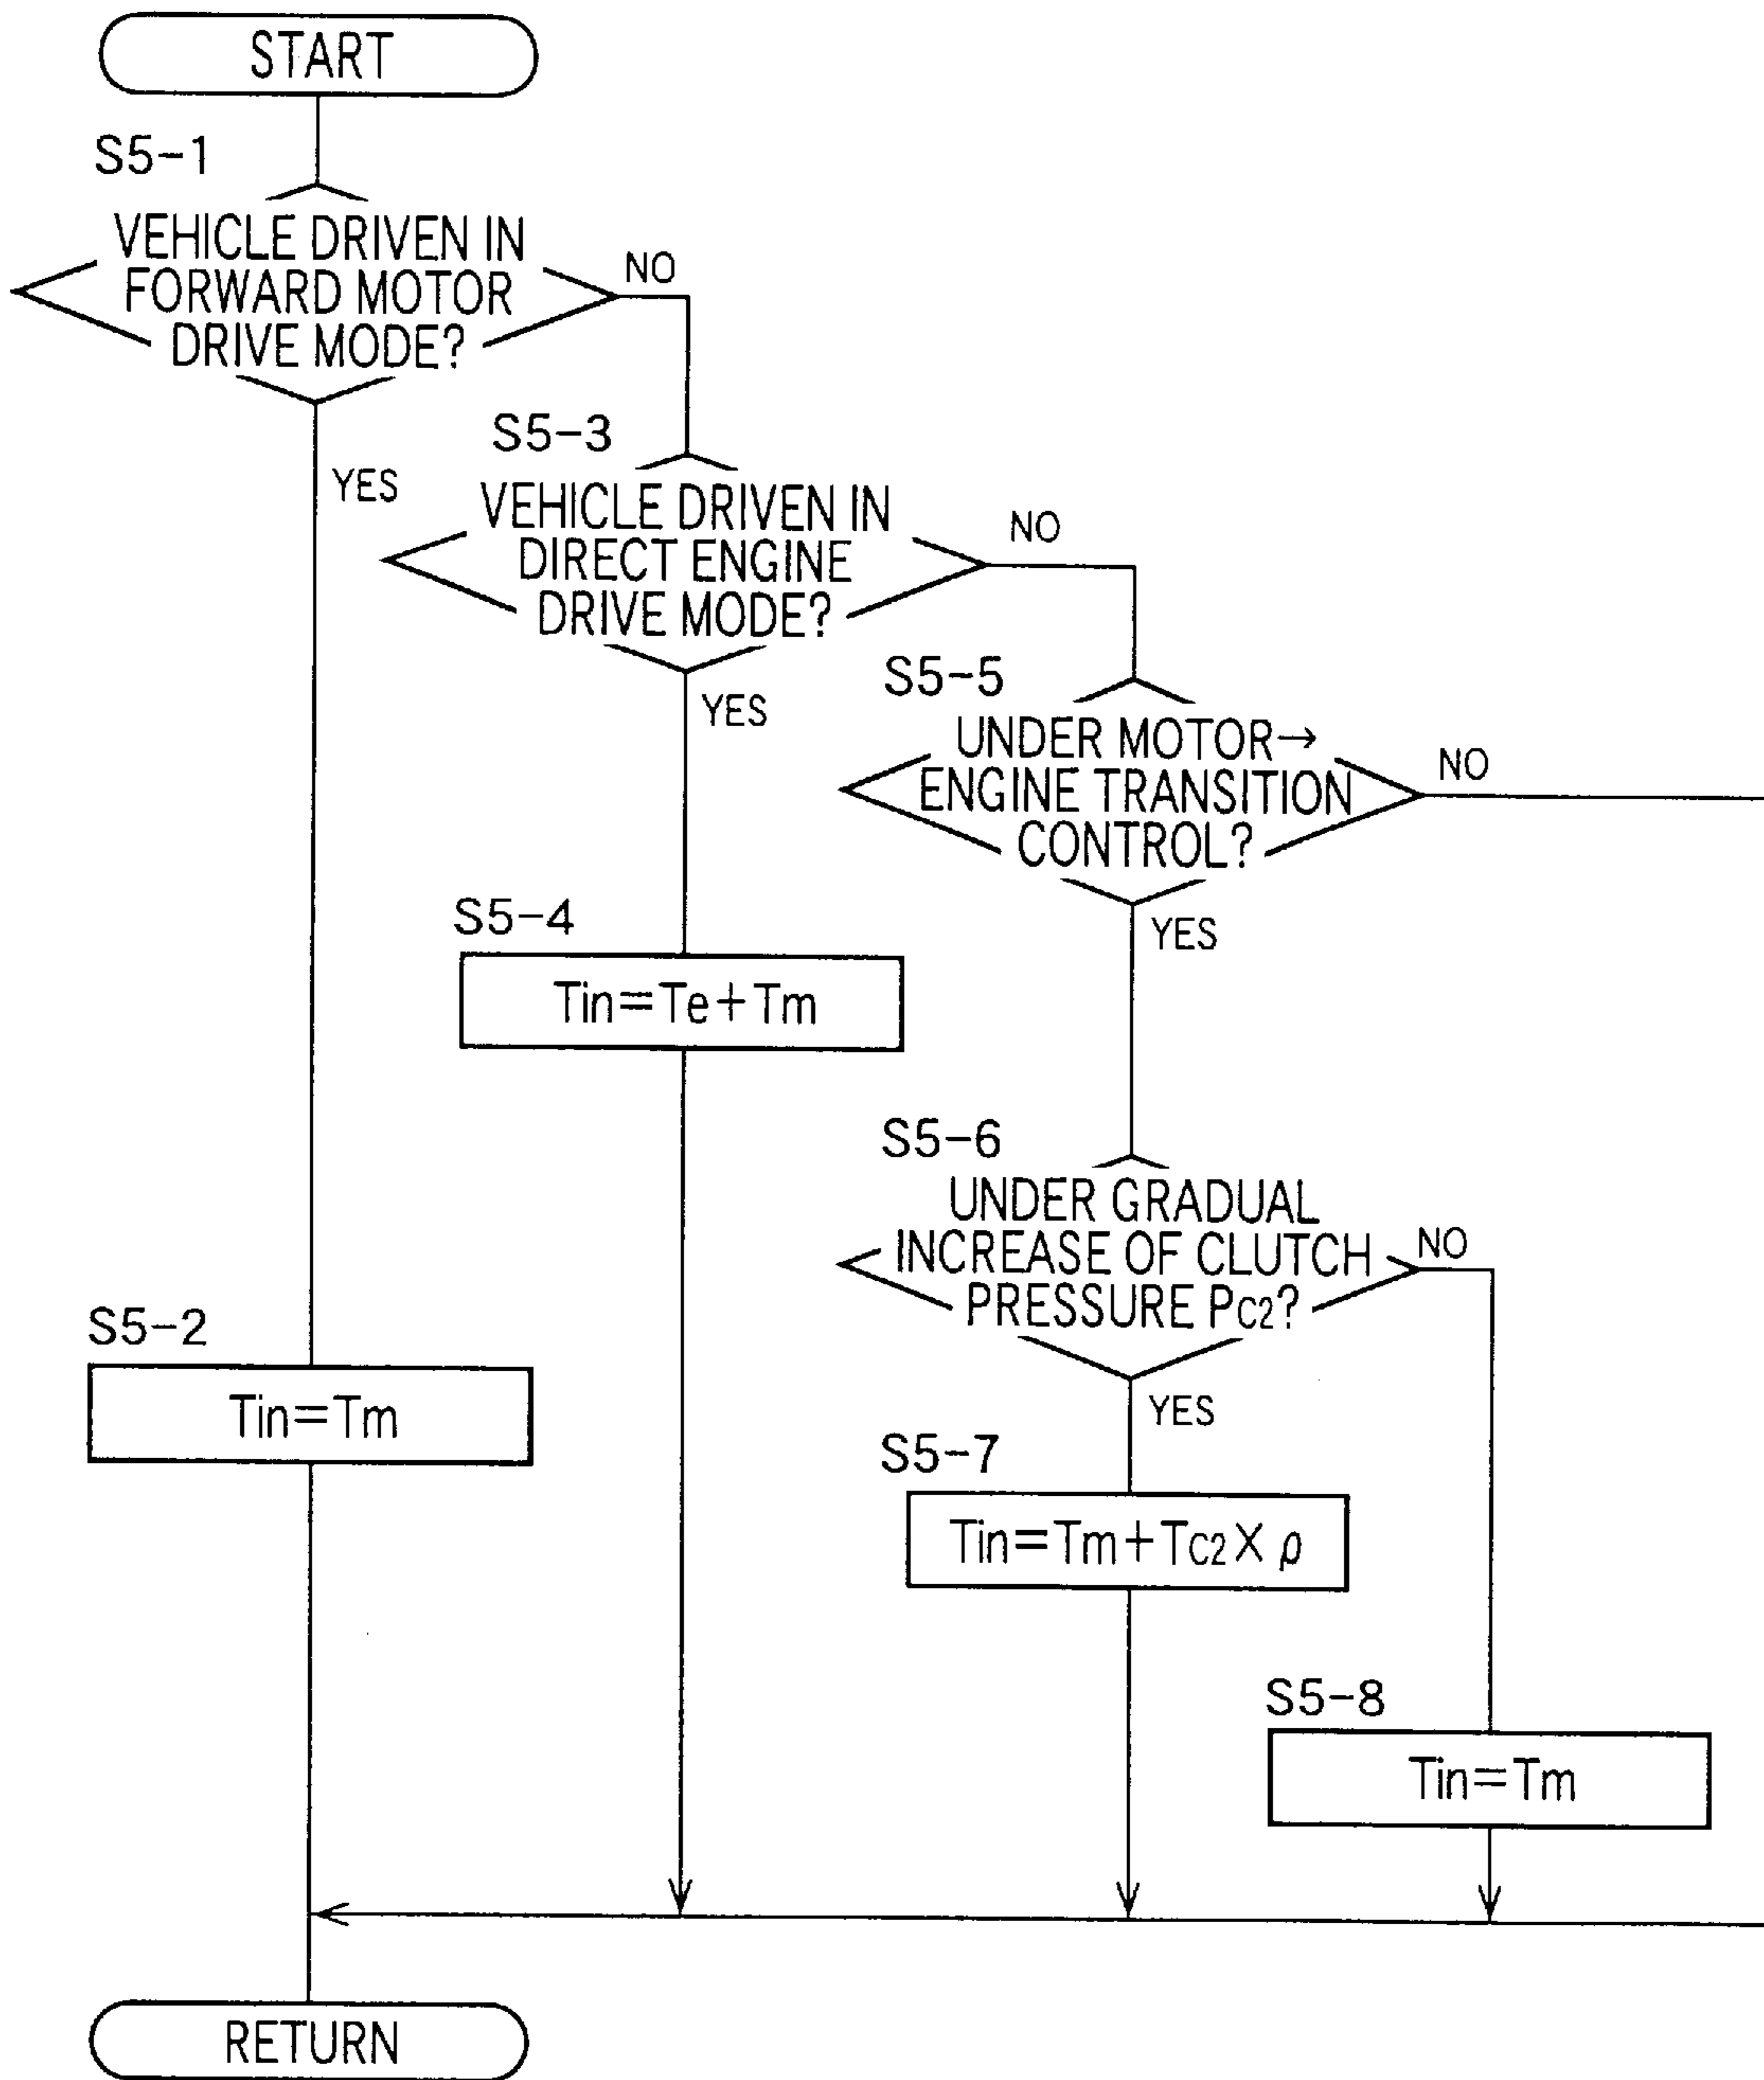 START
S5-1
VEHICLE DRIVEN IN
FORWARD MOTOR
DRIVE MODE?
NO
YES
S5-3
VEHICLE DRIVEN IN
DIRECT ENGINE
DRIVE MODE?
NO
YES
S5-5
UNDER MOTOR→
ENGINE TRANSITION
CONTROL?
NO
YES
S5-4
Tin=Te+Tm
S5-6
UNDER GRADUAL
INCREASE OF CLUTCH
PRESSURE PC2?
NO
YES
S5-2
Tin=Tm
S5-7
Tin=Tm+TC2×ρ
S5-8
Tin=Tm
RETURN